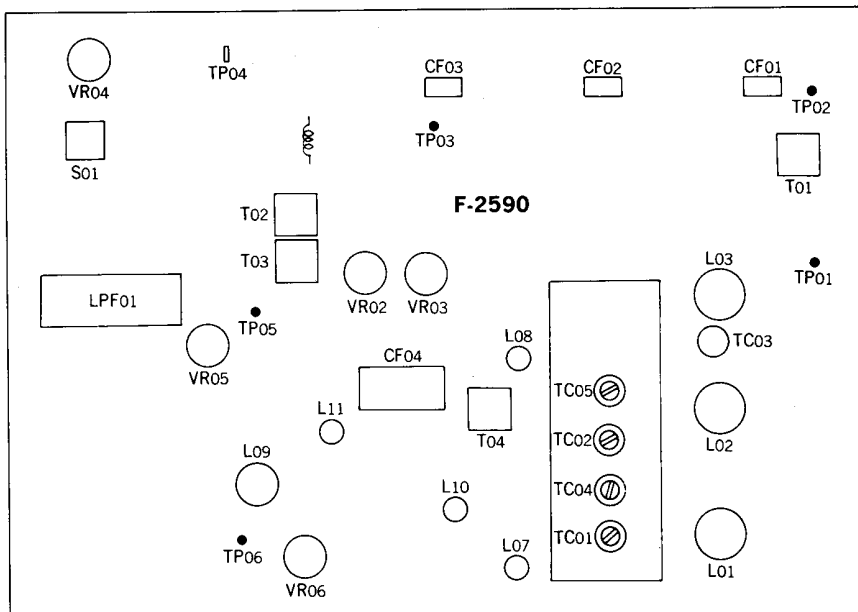 VR04
TP04
CF03
CF02
CF01
TP02
S01
TP03
T01
T02
F-2590
T03
TP01
L03
LPF01
VR02
VR03
TP05
L08
TC03
VR05
CF04
TC05
L11
T04
TC02
L02
L09
TC04
L10
TC01
TP06
L07
L01
VR06